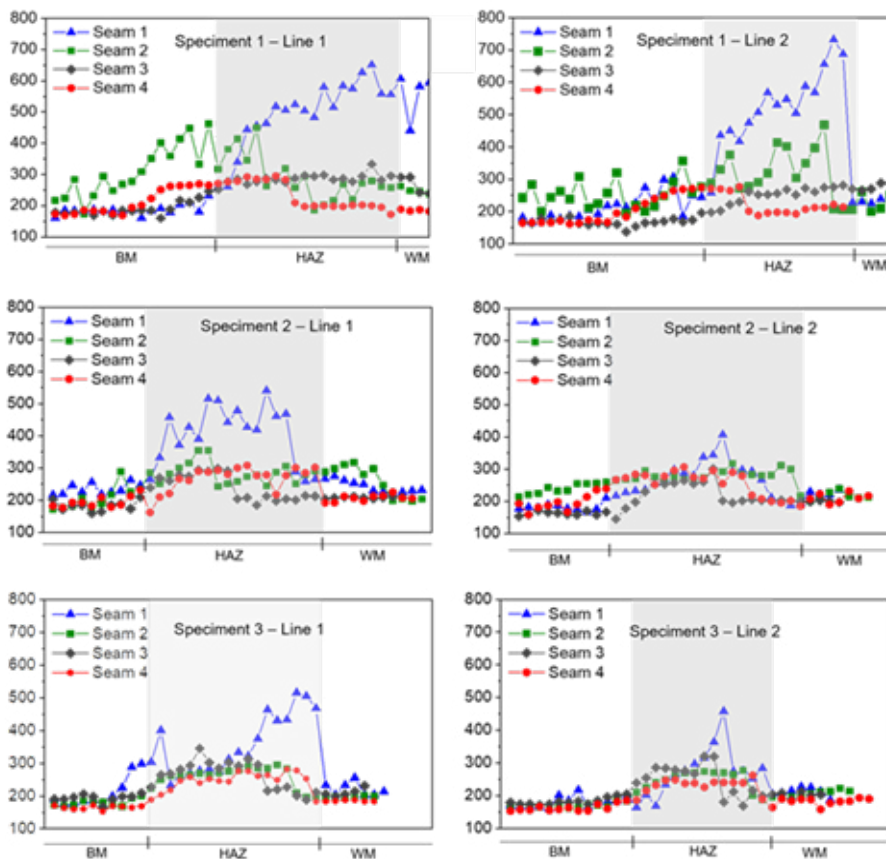 800
700
600
500
400
300
200
100
Seam 1
Seam 2
Seam 3
Seam 4
Speciment 1 – Line 1
BM
HAZ
WM
800
700
600
500
400
300
200
100
Seam 1
Seam 2
Seam 3
Seam 4
Speciment 1 – Line 2
BM
HAZ
WM
800
700
600
500
400
300
200
100
Seam 1
Seam 2
Seam 3
Seam 4
Speciment 2 – Line 1
BM
HAZ
WM
800
700
600
500
400
300
200
100
Seam 1
Seam 2
Seam 3
Seam 4
Speciment 2 – Line 2
BM
HAZ
WM
800
700
600
500
400
300
200
100
Seam 1
Seam 2
Seam 3
Seam 4
Speciment 3 – Line 1
BM
HAZ
WM
800
700
600
500
400
300
200
100
Seam 1
Seam 2
Seam 3
Seam 4
Speciment 3 – Line 2
BM
HAZ
WM